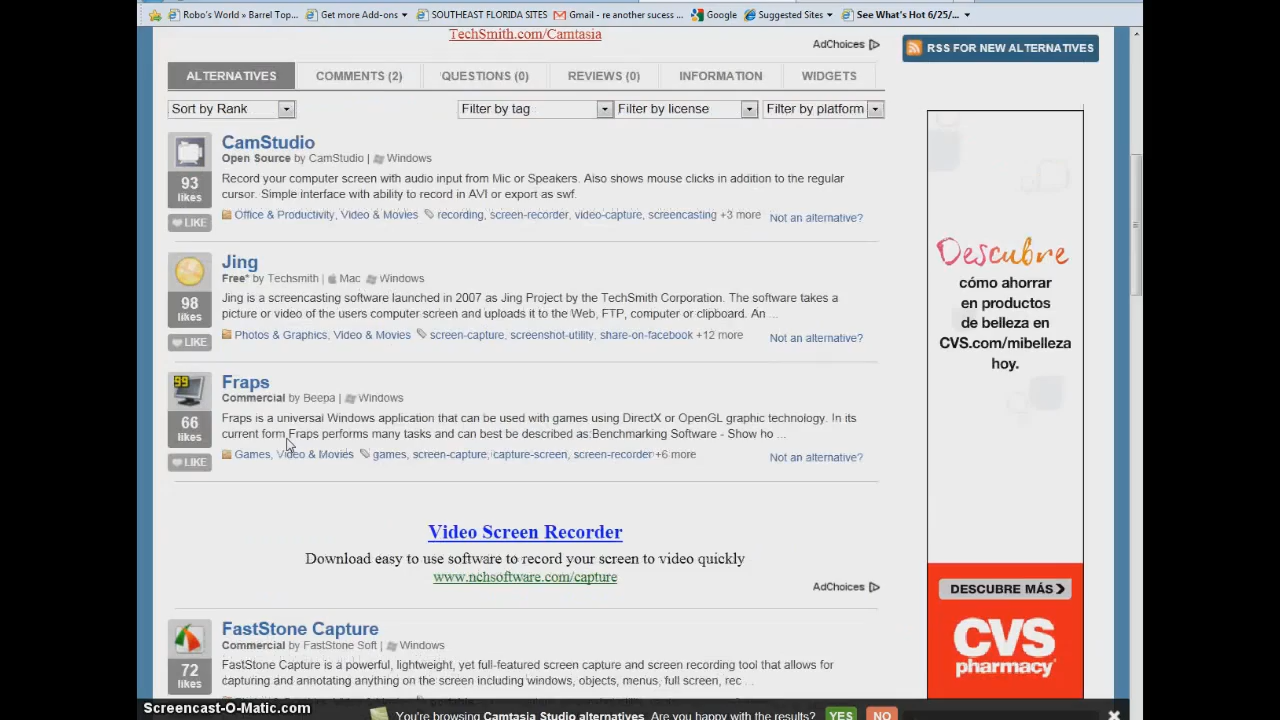 Robo's World » Barrel Top... Get more Add-ons SOUTHEAST FLORIDA SITES Gmail - re another sucess ... Google Suggested Sites See What's Hot 6/25/...
TechSmith.com/Camtasia
AdChoices
RSS FOR NEW ALTERNATIVES
ALTERNATIVES COMMENTS (2) QUESTIONS (0) REVIEWS (0) INFORMATION WIDGETS
Sort by Rank Filter by tag Filter by license Filter by platform
CamStudio
Open Source by CamStudio | Windows
93
likes
LIKE
Record your computer screen with audio input from Mic or Speakers. Also shows mouse clicks in addition to the regular
cursor. Simple interface with ability to record in AVI or export as swf.
Office & Productivity, Video & Movies recording, screen-recorder, video-capture, screencasting +3 more Not an alternative?
Jing
Free* by Techsmith | Mac Windows
98
likes
LIKE
Jing is a screencasting software launched in 2007 as Jing Project by the TechSmith Corporation. The software takes a
picture or video of the users computer screen and uploads it to the Web, FTP, computer or clipboard. An ...
Photos & Graphics, Video & Movies screen-capture, screenshot-utility, share-on-facebook +12 more Not an alternative?
99
Fraps
Commercial by Beepa | Windows
66
likes
LIKE
Fraps is a universal Windows application that can be used with games using DirectX or OpenGL graphic technology. In its
current form Fraps performs many tasks and can best be described as:Benchmarking Software - Show ho ...
Games, Video & Movies games, screen-capture, capture-screen, screen-recorder +6 more Not an alternative?
Video Screen Recorder
Download easy to use software to record your screen to video quickly
www.nchsoftware.com/capture
AdChoices
FastStone Capture
Commercial by FastStone Soft | Windows
72
likes
FastStone Capture is a powerful, lightweight, yet full-featured screen capture and screen recording tool that allows for
capturing and annotating anything on the screen including windows, objects, menus, full screen, rec ...
Descubre
cómo ahorrar
en productos
de belleza en
CVS.com/mibelleza
hoy.
DESCUBRE MÁS
CVS
pharmacy
Screencast-O-Matic.com
You're browsing Camtasia Studio alternatives. Are you happy with the results? YES NO